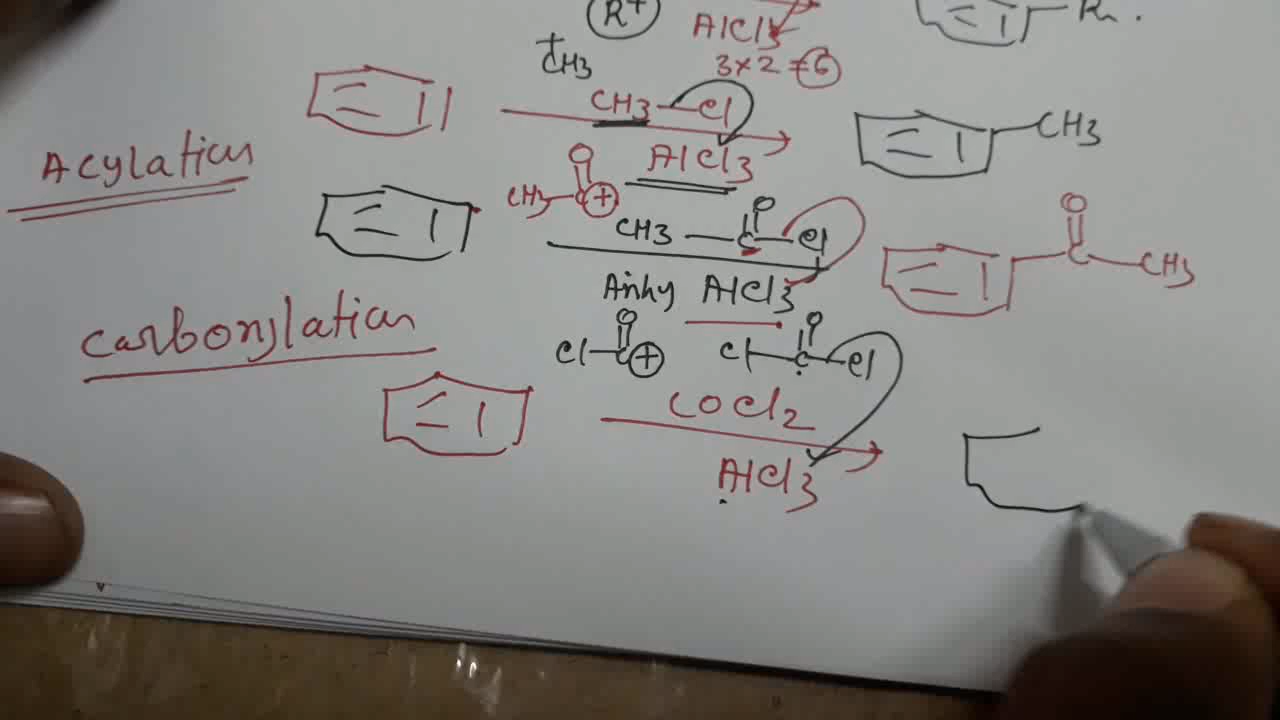 R+
AlCl3
R
+CH3
3×2=6
CH3—Cl
CH3
AlCl3
Acylation
O
CH3—C+
O
CH3—C—Cl
O
C—CH3
Anhy AlCl3
Carbonylation
O
Cl—C+
O
Cl—C—Cl
COCl2
AlCl3